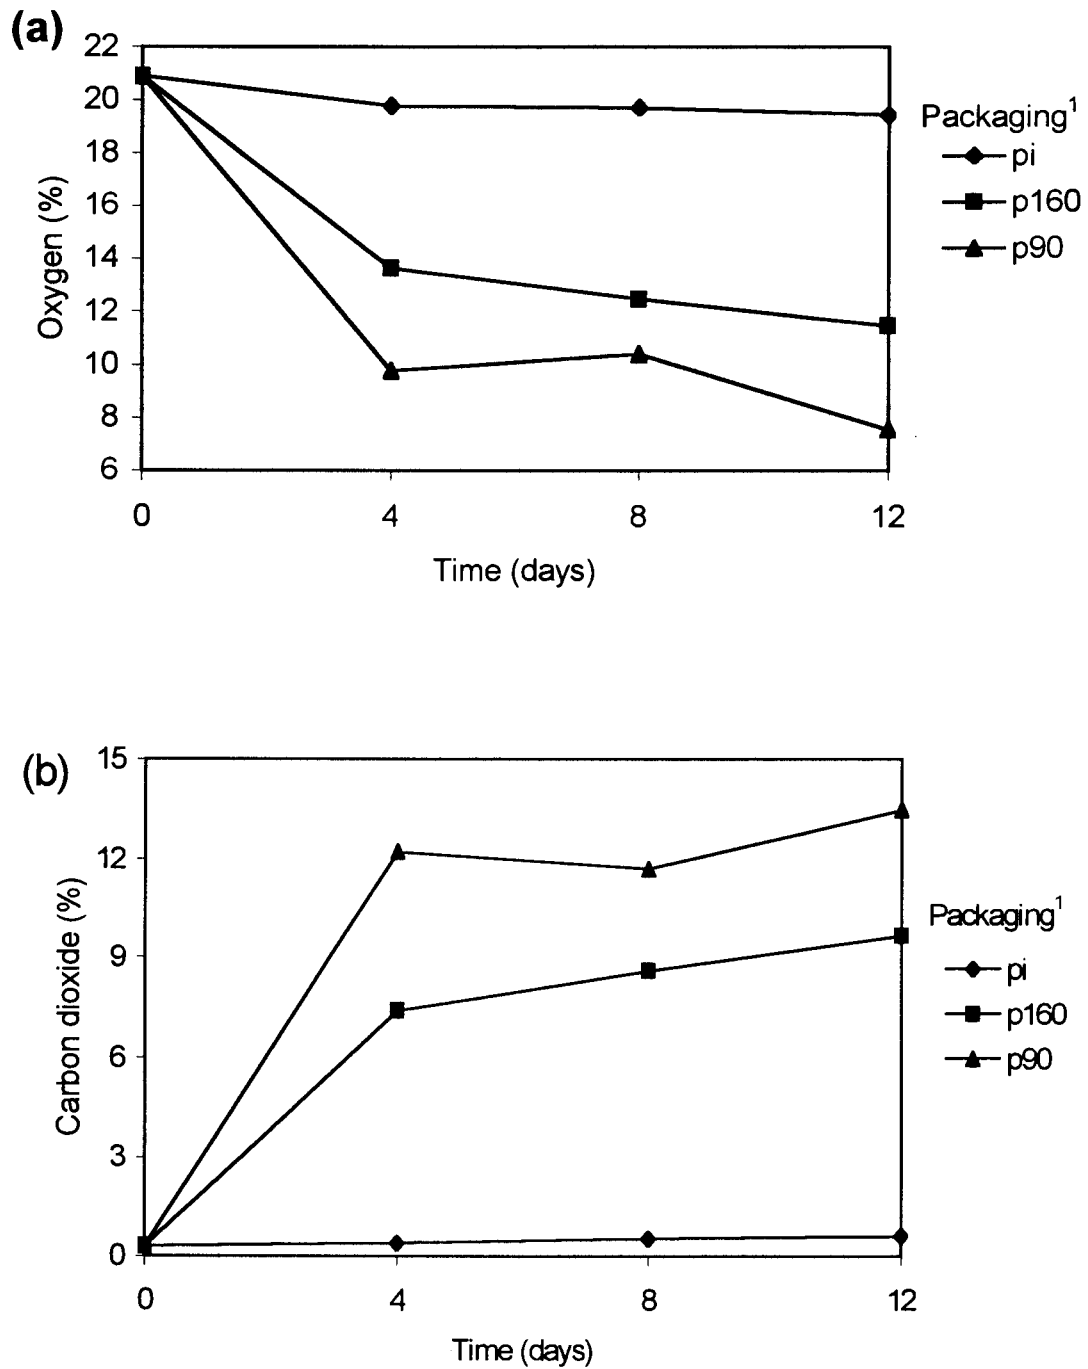 (a)
22
20
18
16
14
12
10
8
6
Oxygen (%)
0 4 8 12
Time (days)
Packaging¹
pi
p160
p90
(b)
15
12
9
6
3
0
Carbon dioxide (%)
0 4 8 12
Time (days)
Packaging¹
pi
p160
p90